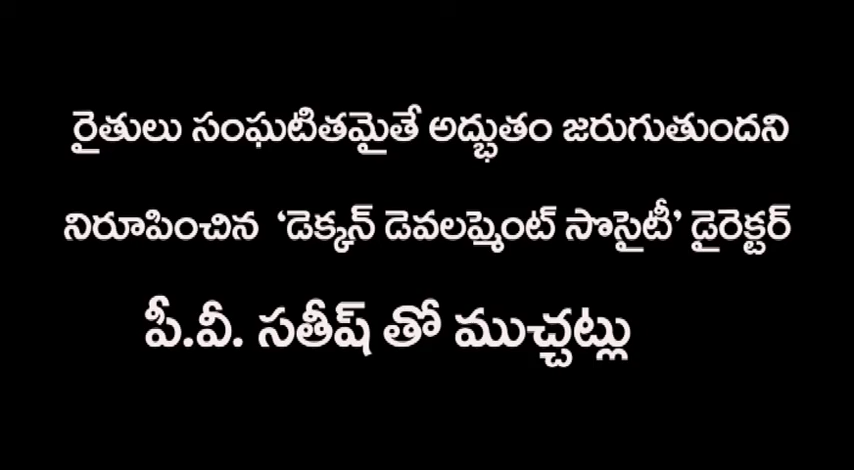 రైతులు సంఘటితమైతే అద్భుతం జరుగుతుందని
నిరూపించిన ‘డెక్కన్ డెవలప్మెంట్ సొసైటీ’ డైరెక్టర్
పీ.వీ. సతీష్ తో ముచ్చట్లు